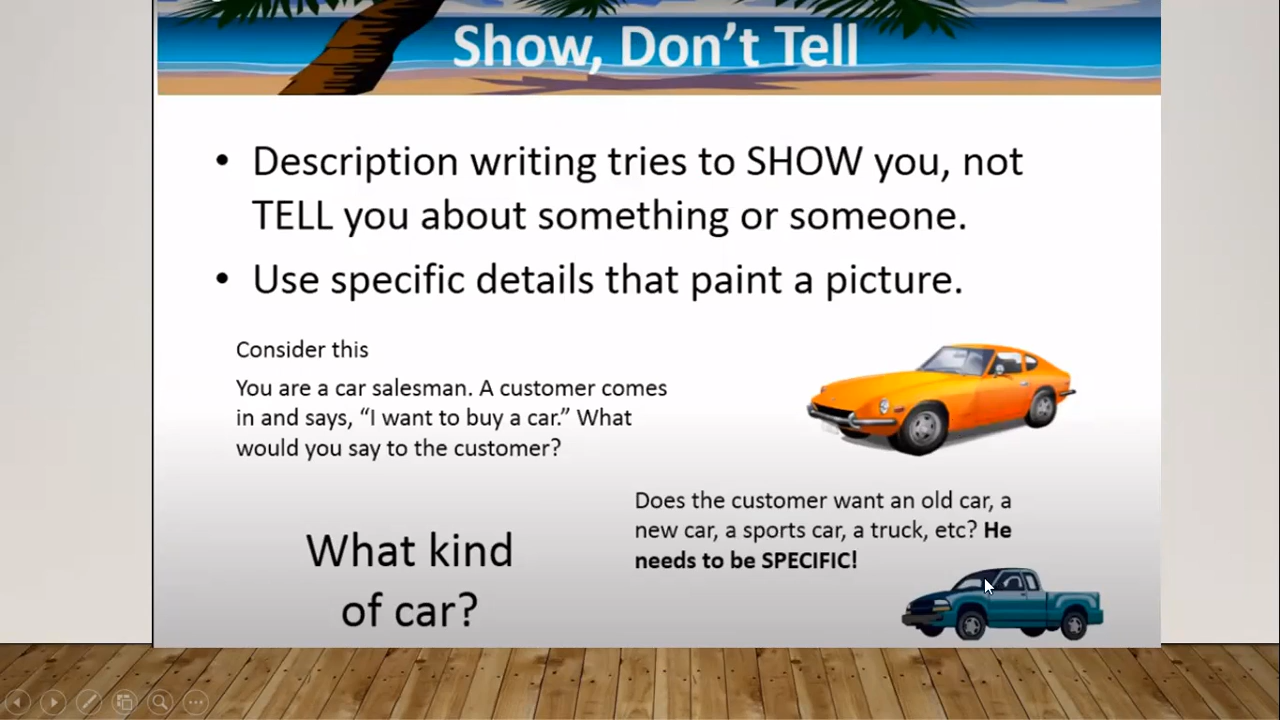 Show, Don’t Tell
• Description writing tries to SHOW you, not
TELL you about something or someone.
• Use specific details that paint a picture.
Consider this
You are a car salesman. A customer comes
in and says, “I want to buy a car.” What
would you say to the customer?
Does the customer want an old car, a
new car, a sports car, a truck, etc? He
needs to be SPECIFIC!
What kind
of car?